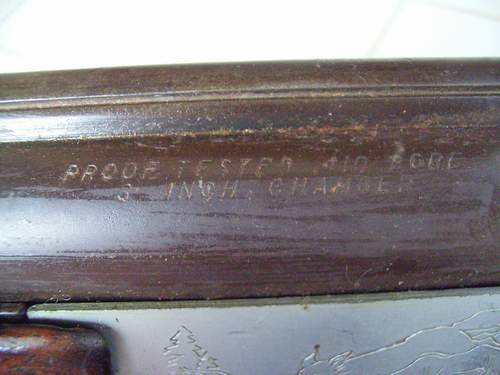 PROOF TESTED .410 BORE
3 INCH CHAMBER